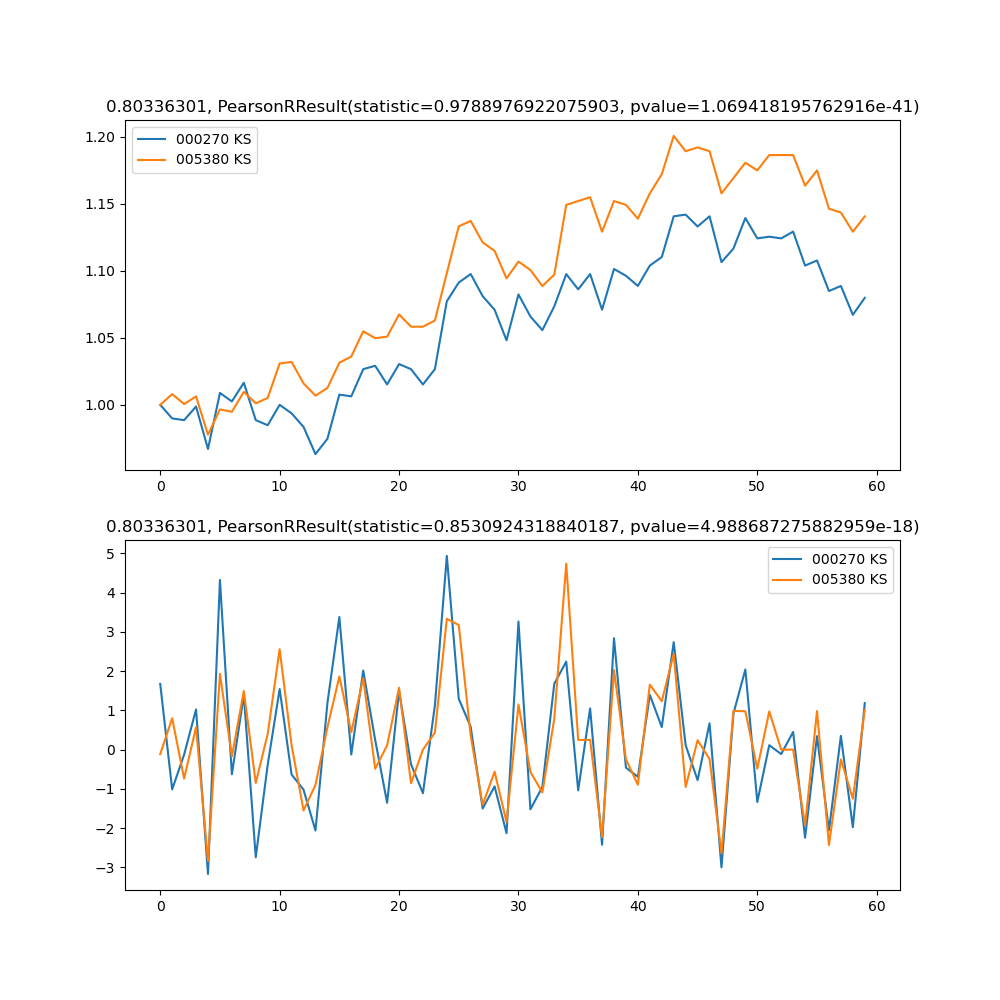 0.80336301, PearsonRResult(statistic=0.9788976922075903, pvalue=1.069418195762916e-41)
000270 KS
005380 KS
1.20
1.15
1.10
1.05
1.00
0 10 20 30 40 50 60
0.80336301, PearsonRResult(statistic=0.8530924318840187, pvalue=4.988687275882959e-18)
000270 KS
005380 KS
5
4
3
2
1
0
−1
−2
−3
0 10 20 30 40 50 60